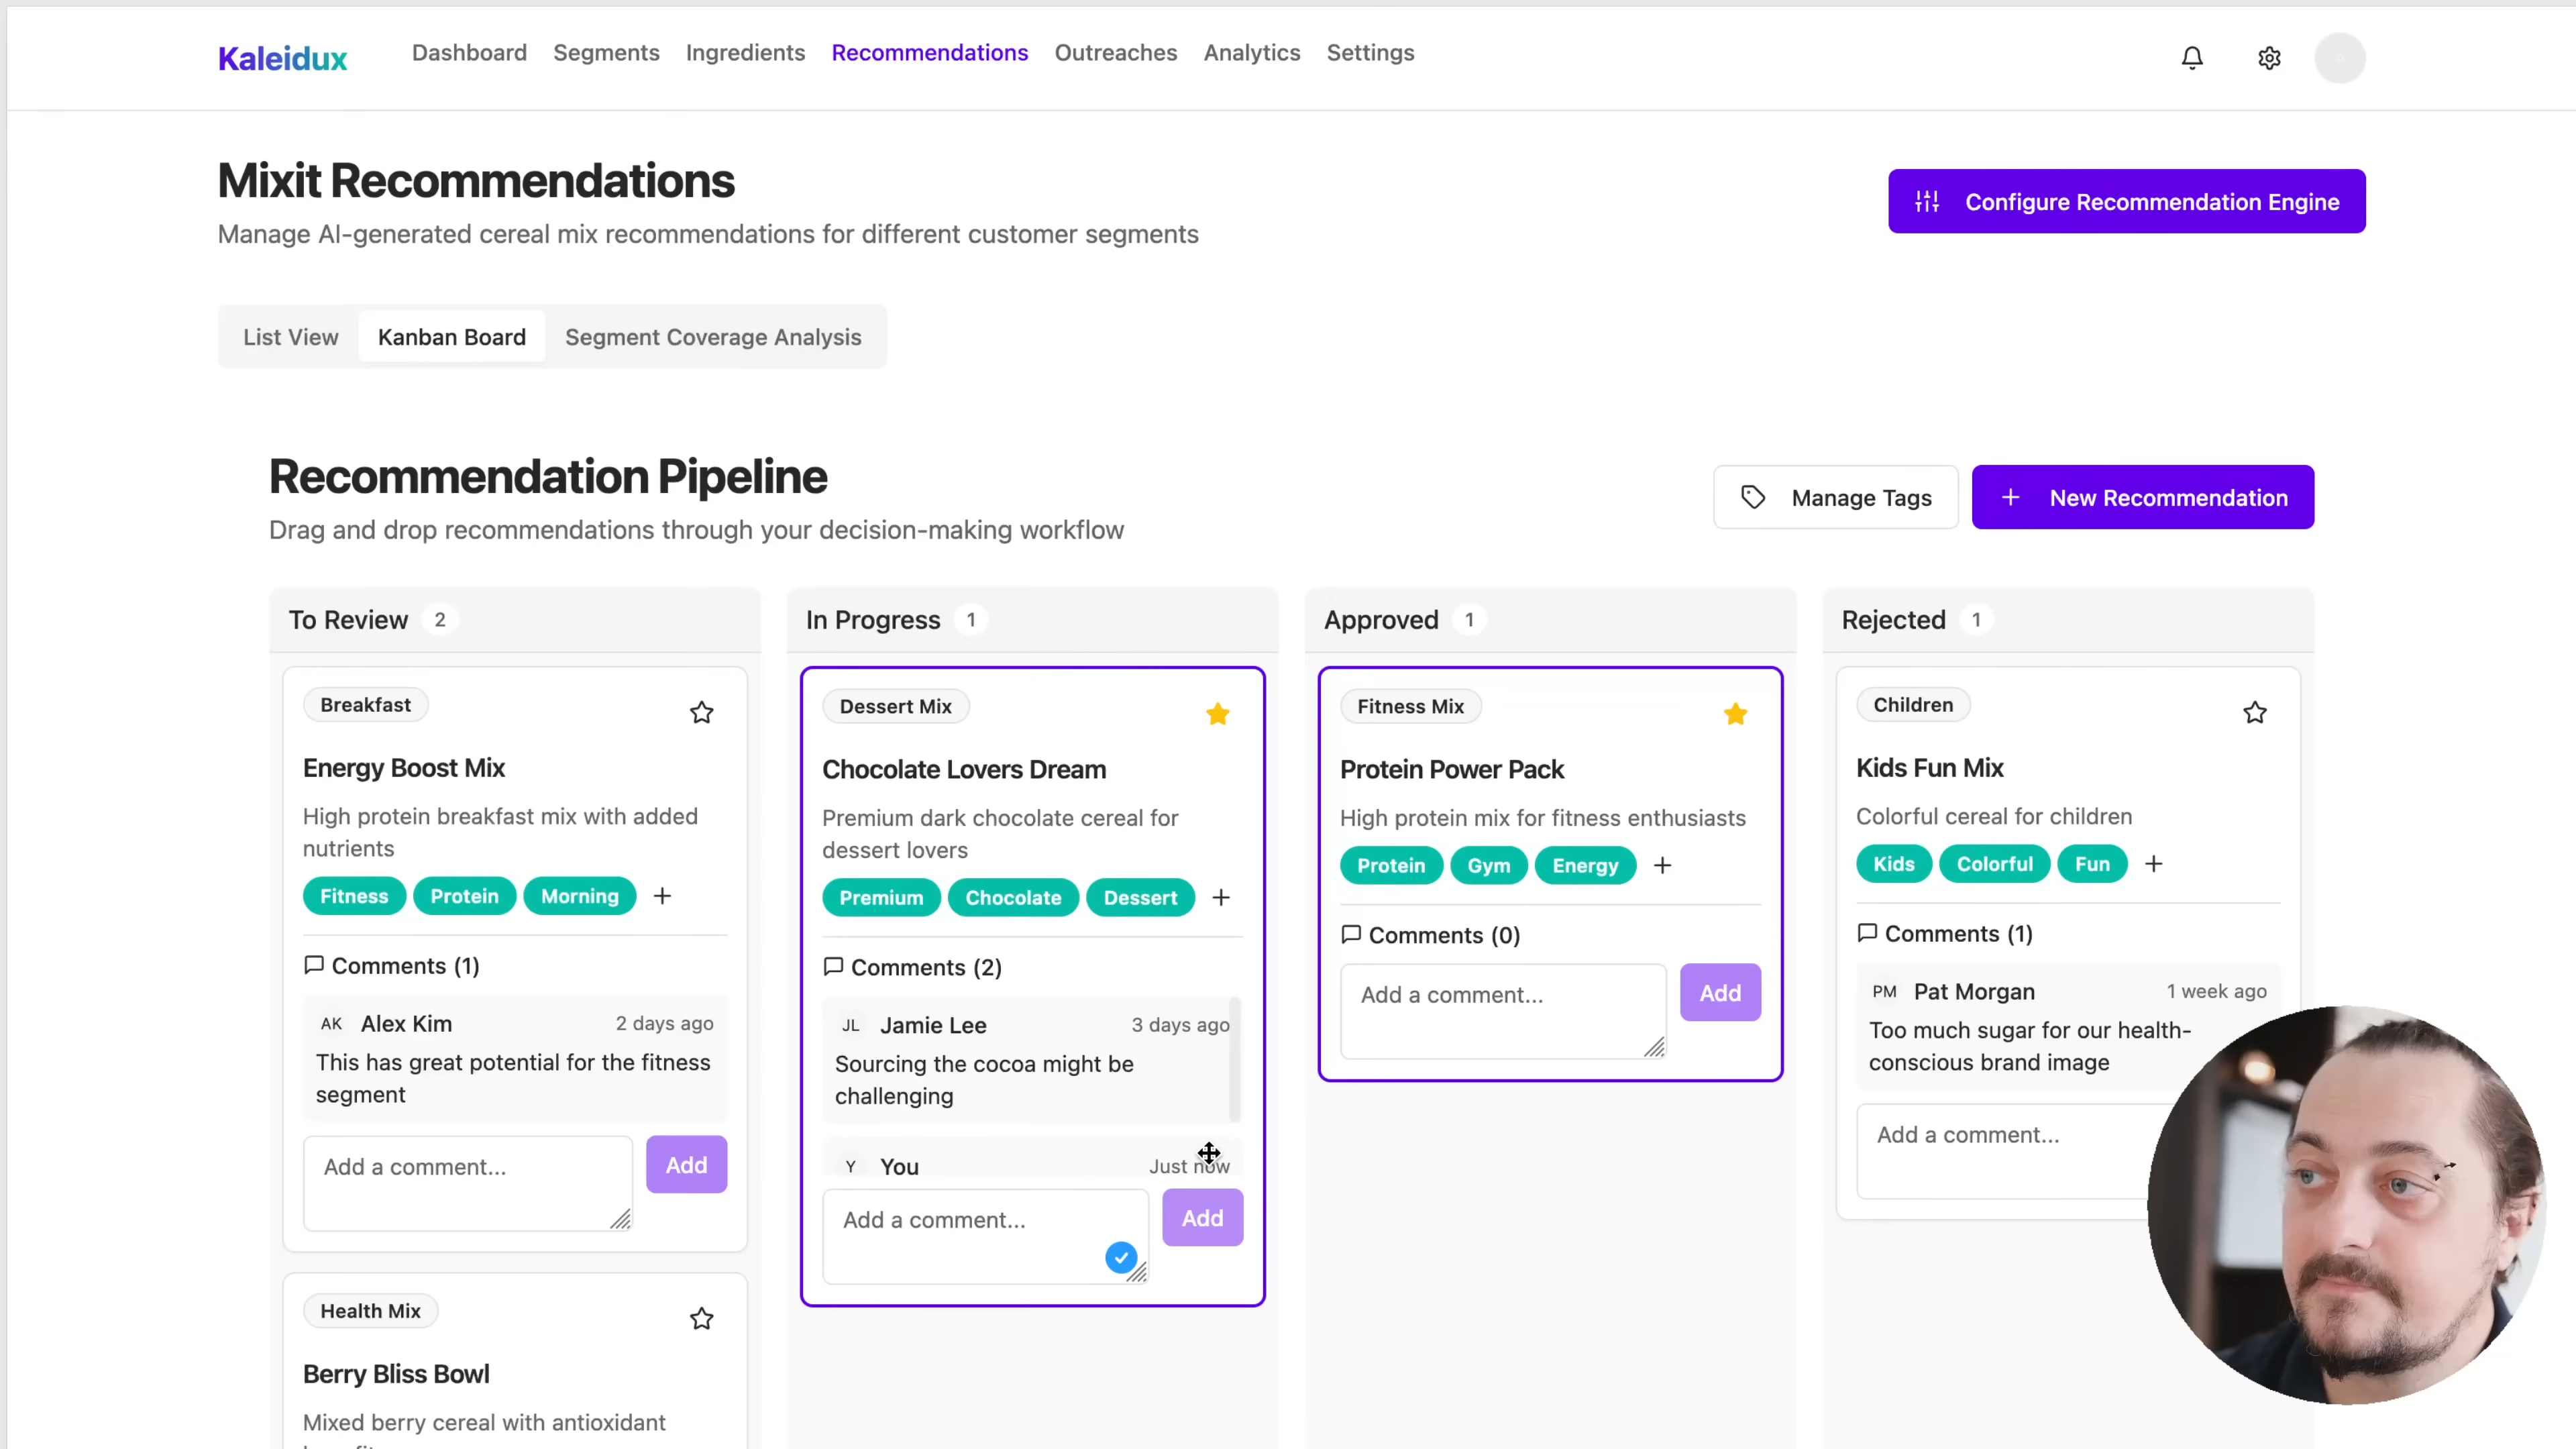 Kaleidux
Dashboard Segments Ingredients Recommendations Outreaches Analytics Settings
Mixit Recommendations
Manage AI-generated cereal mix recommendations for different customer segments
Configure Recommendation Engine
List View Kanban Board Segment Coverage Analysis
Recommendation Pipeline
Drag and drop recommendations through your decision-making workflow
Manage Tags
+ New Recommendation
To Review 2
Breakfast
Energy Boost Mix
High protein breakfast mix with added
nutrients
Fitness Protein Morning +
Comments (1)
AK Alex Kim 2 days ago
This has great potential for the fitness
segment
Add a comment...
Add
Health Mix
Berry Bliss Bowl
Mixed berry cereal with antioxidant
In Progress 1
Dessert Mix
Chocolate Lovers Dream
Premium dark chocolate cereal for
dessert lovers
Premium Chocolate Dessert +
Comments (2)
JL Jamie Lee 3 days ago
Sourcing the cocoa might be
challenging
Y You Just now
Add a comment...
Add
Approved 1
Fitness Mix
Protein Power Pack
High protein mix for fitness enthusiasts
Protein Gym Energy +
Comments (0)
Add a comment...
Add
Rejected 1
Children
Kids Fun Mix
Colorful cereal for children
Kids Colorful Fun +
Comments (1)
PM Pat Morgan 1 week ago
Too much sugar for our health-
conscious brand image
Add a comment...